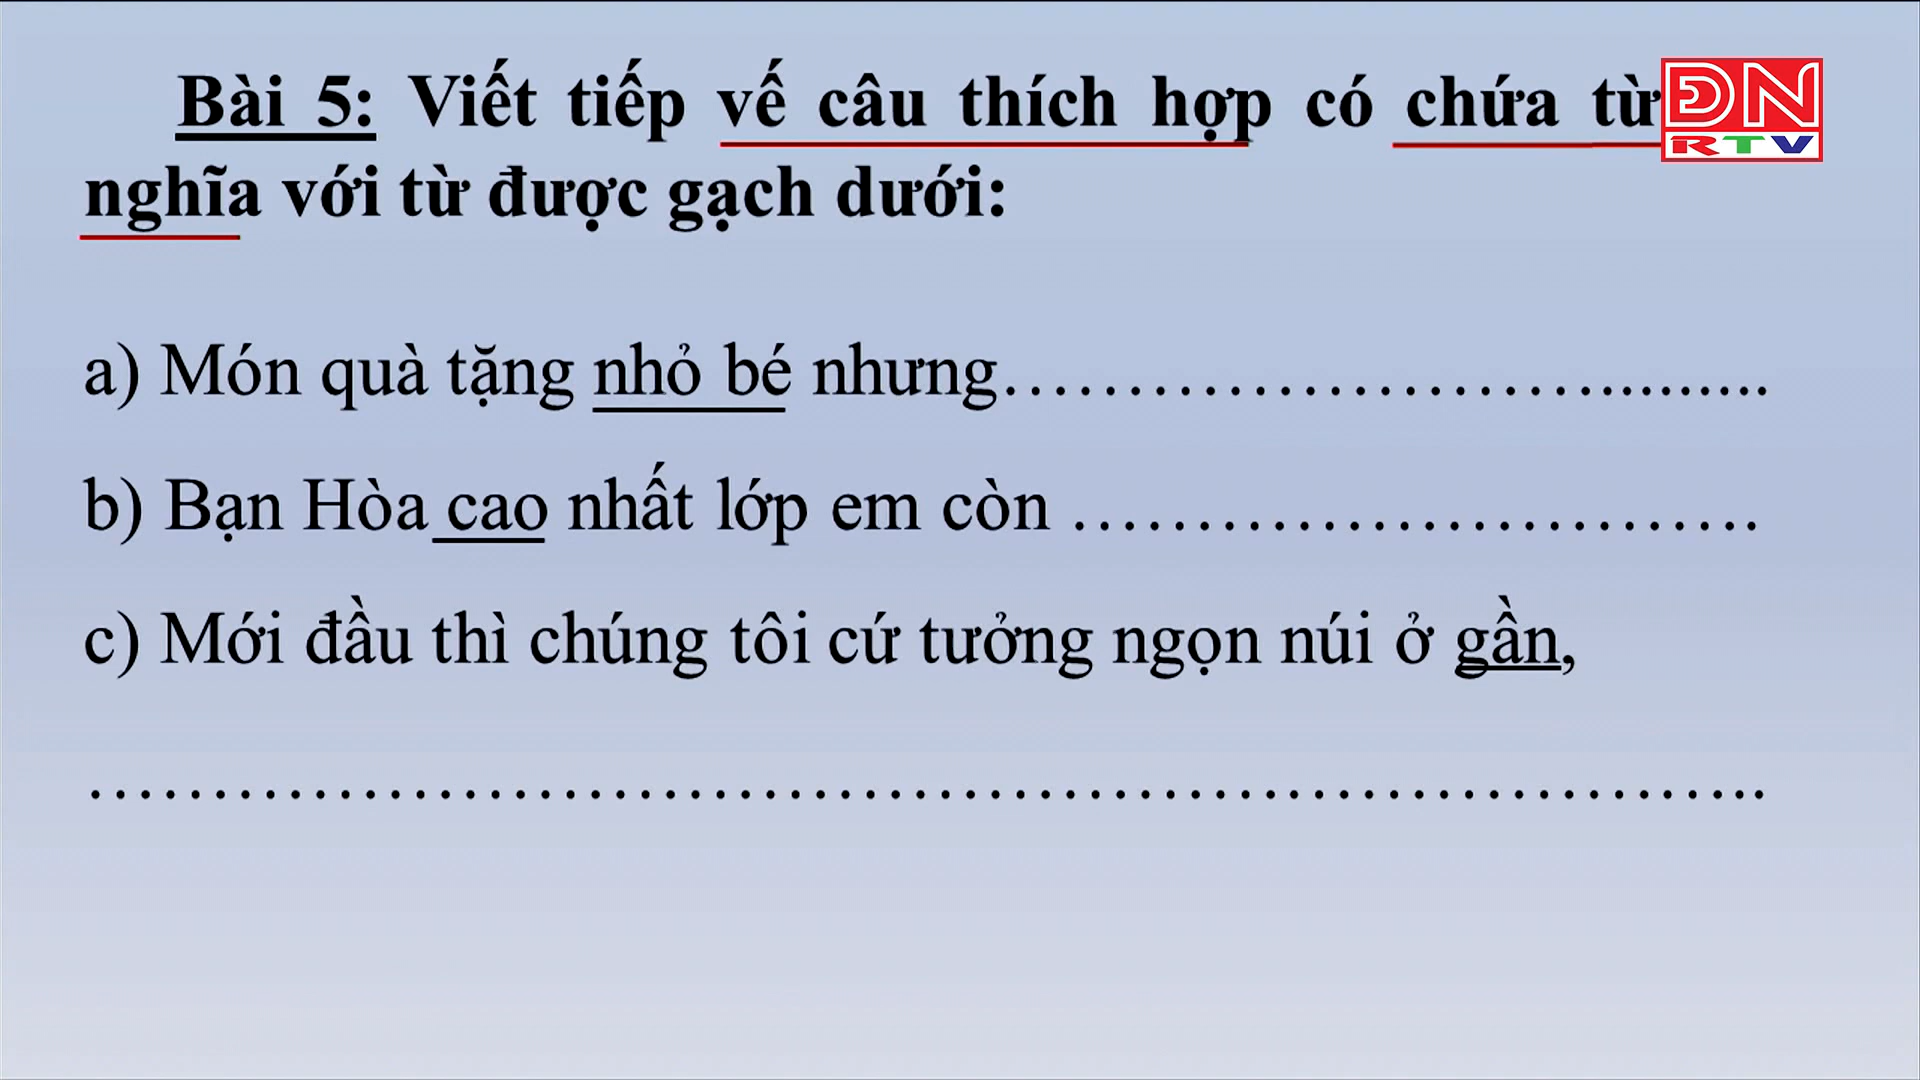 Bài 5: Viết tiếp vế câu thích hợp có chứa từ
ĐN
RTV
nghĩa với từ được gạch dưới:
a) Món quà tặng nhỏ bé nhưng……………………….........
b) Bạn Hòa cao nhất lớp em còn ……………………….
c) Mới đầu thì chúng tôi cứ tưởng ngọn núi ở gần,
…………………………………………………………….